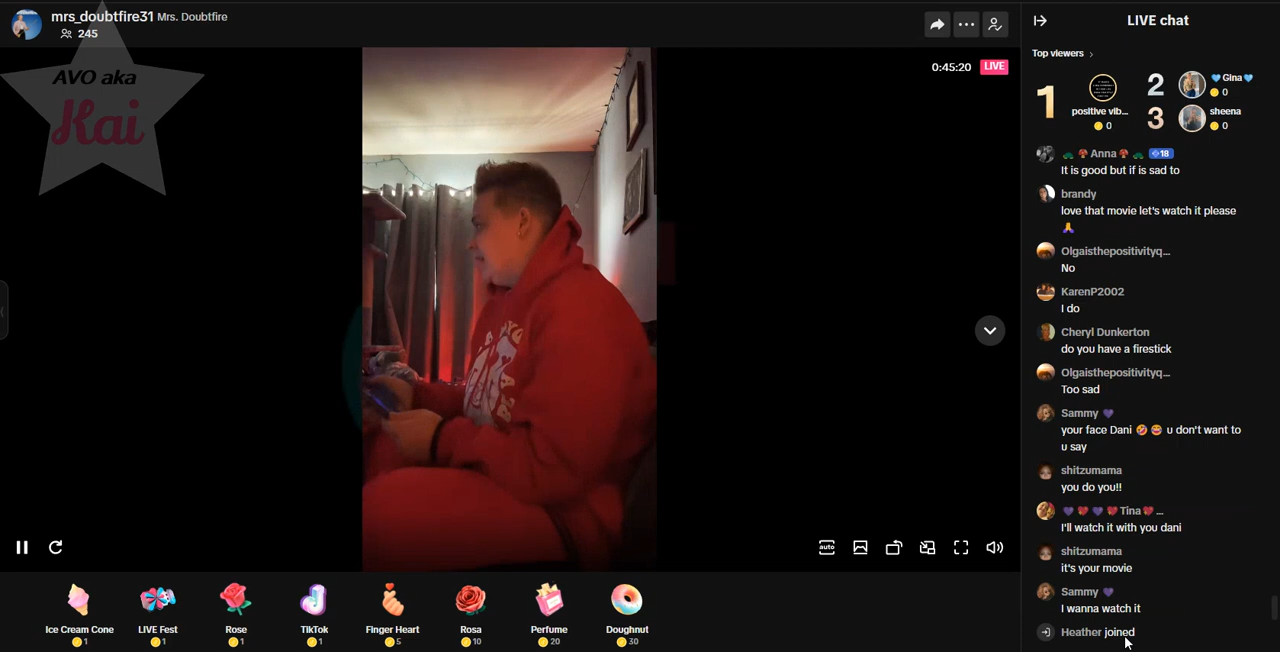 mrs_doubtfire31 Mrs. Doubtfire
245
AVO aka
Kai
0:45:20 LIVE
auto
Ice Cream Cone
1
LIVE Fest
1
Rose
1
TikTok
1
Finger Heart
5
Rosa
10
Perfume
20
Doughnut
30
LIVE chat
Top viewers
1
positive vib...
0
2
Gina
0
3
sheena
0
Anna 18
It is good but if is sad to
brandy
love that movie let's watch it please
Olgaisthepositivityq...
No
KarenP2002
I do
Cheryl Dunkerton
do you have a firestick
Olgaisthepositivityq...
Too sad
Sammy
your face Dani 🤣 😂 u don't want to
u say
shitzumama
you do you!!
Tina ...
I'll watch it with you dani
shitzumama
it's your movie
Sammy
I wanna watch it
Heather joined